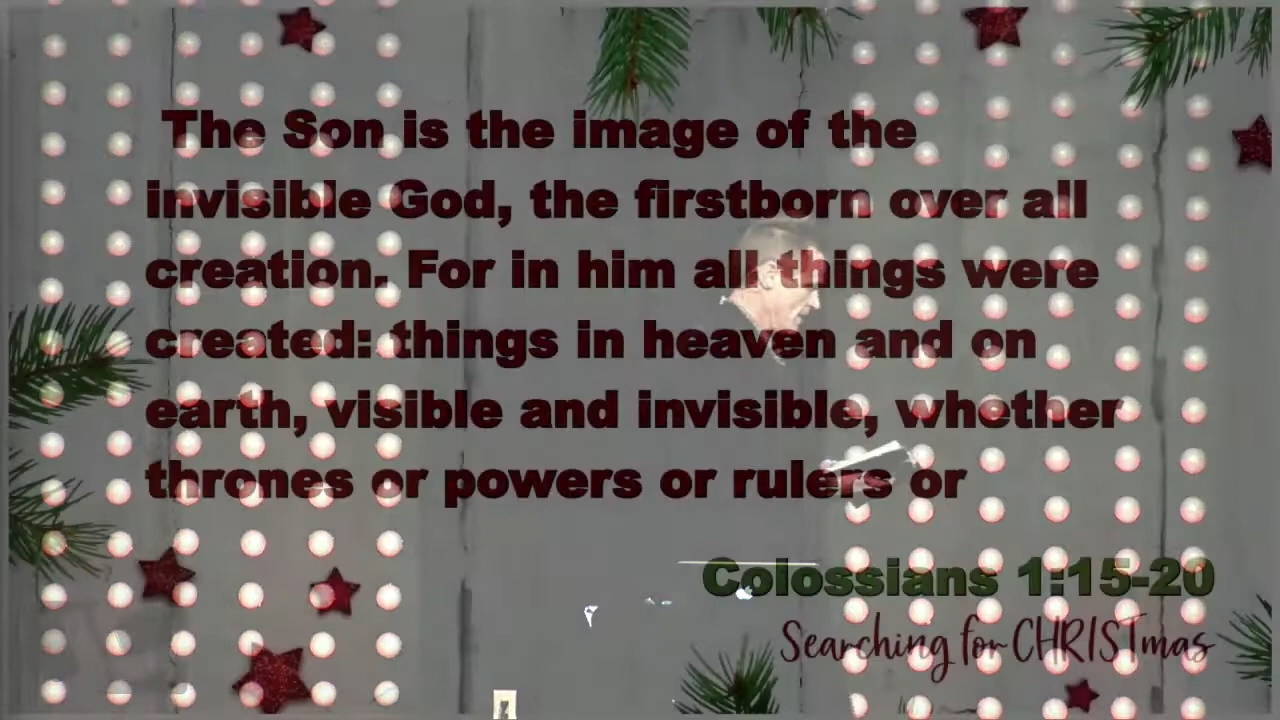 The Son is the image of the
invisible God, the firstborn over all
creation. For in him all things were
created: things in heaven and on
earth, visible and invisible, whether
thrones or powers or rulers or
Colossians 1:15-20
Searching for CHRISTmas